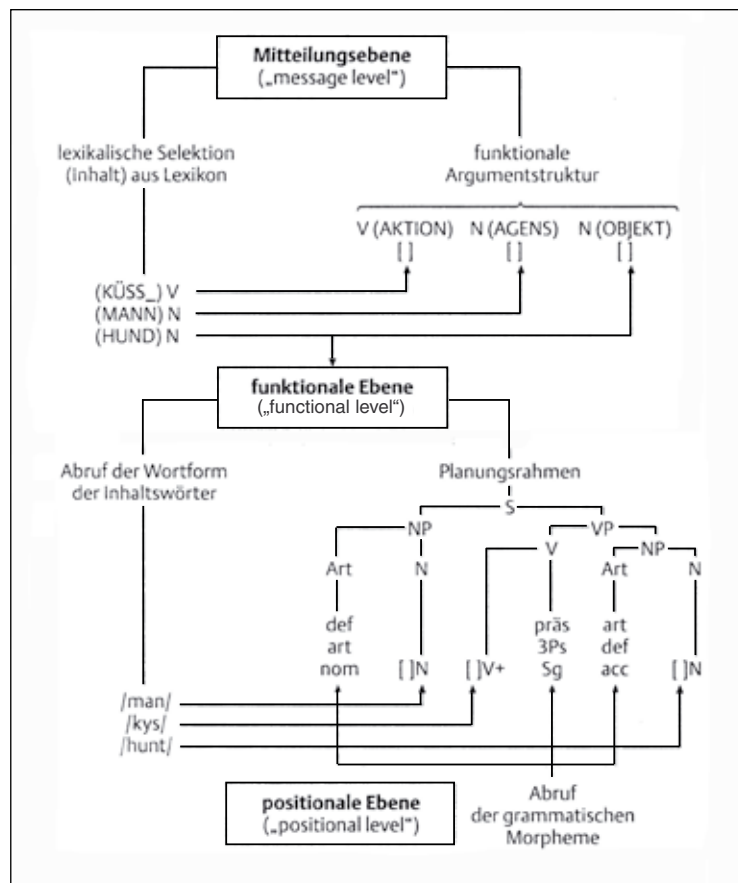 Mitteilungsebene
(„message level“)
lexikalische Selektion
(Inhalt) aus Lexikon
funktionale
Argumentstruktur
V (AKTION) N (AGENS) N (OBJEKT)
[ ] [ ] [ ]
(KÜSS_) V
(MANN) N
(HUND) N
funktionale Ebene
(„functional level“)
Abruf der Wortform
der Inhaltswörter
Planungsrahmen
S
NP VP
V NP
Art N Art N
def präs art
art 3Ps def
nom [ ]N [ ]V+ Sg acc [ ]N
/man/
/kys/
/hunt/
positionale Ebene
(„positional level“)
Abruf
der grammatischen
Morpheme